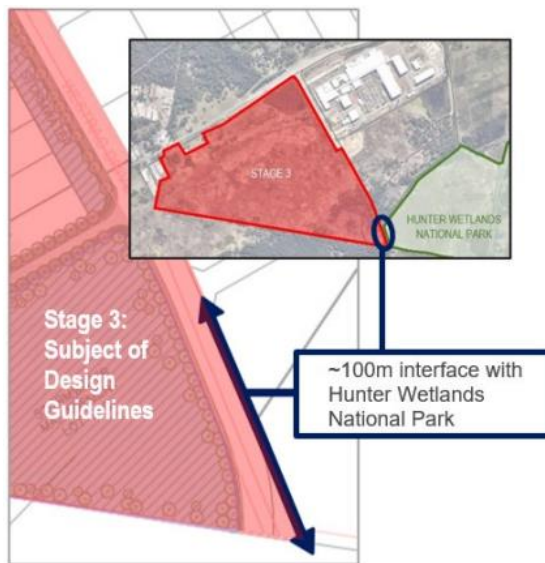 STAGE 3
HUNTER WETLANDS
NATIONAL PARK
Stage 3:
Subject of
Design
Guidelines
~100m interface with
Hunter Wetlands
National Park